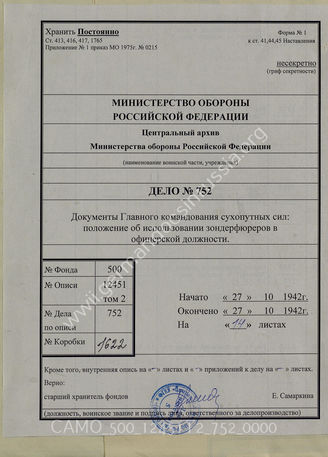 Хранить Постоянно
Форма № 1
Ст. 413, 416, 417, 1765
к ст. 41,44,45 Наставления
Приложение № 1 приказ МО 1975г. № 0215
несекретно
(гриф секретности)
МИНИСТЕРСТВО ОБОРОНЫ
РОССИЙСКОЙ ФЕДЕРАЦИИ
Центральный архив
Министерства обороны Российской Федерации
(наименование воинской части, учреждения)
ДЕЛО № 752
Документы Главного командования сухопутных сил:
положение об использовании зондерфюреров в
офицерской должности.
№ Фонда 500
№ Описи 12451
том 2
№ Дела 752
по описи
№ Коробки 1622
Начато « 27 » 10 1942г.
Окончено « 27 » 10 1942г.
На « 14 » листах
Кроме того, внутренняя опись на «-» листах и «-» приложений к делу на «-» листах.
Верно:
старший хранитель фондов
Е. Самаркина
(должность, воинское звание и подпись лица, ответственного за делопроизводство)
www.germandocsinrussia.org